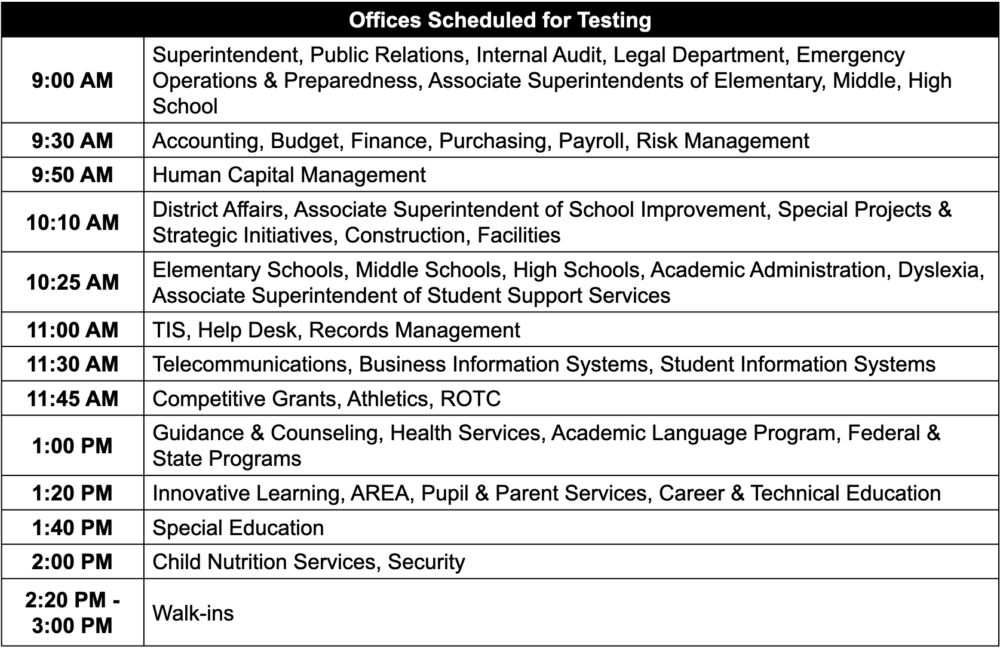 Offices Scheduled for Testing
9:00 AM
Superintendent, Public Relations, Internal Audit, Legal Department, Emergency
Operations & Preparedness, Associate Superintendents of Elementary, Middle, High
School
9:30 AM
Accounting, Budget, Finance, Purchasing, Payroll, Risk Management
9:50 AM
Human Capital Management
10:10 AM
District Affairs, Associate Superintendent of School Improvement, Special Projects &
Strategic Initiatives, Construction, Facilities
10:25 AM
Elementary Schools, Middle Schools, High Schools, Academic Administration, Dyslexia,
Associate Superintendent of Student Support Services
11:00 AM
TIS, Help Desk, Records Management
11:30 AM
Telecommunications, Business Information Systems, Student Information Systems
11:45 AM
Competitive Grants, Athletics, ROTC
1:00 PM
Guidance & Counseling, Health Services, Academic Language Program, Federal &
State Programs
1:20 PM
Innovative Learning, AREA, Pupil & Parent Services, Career & Technical Education
1:40 PM
Special Education
2:00 PM
Child Nutrition Services, Security
2:20 PM -
3:00 PM
Walk-ins